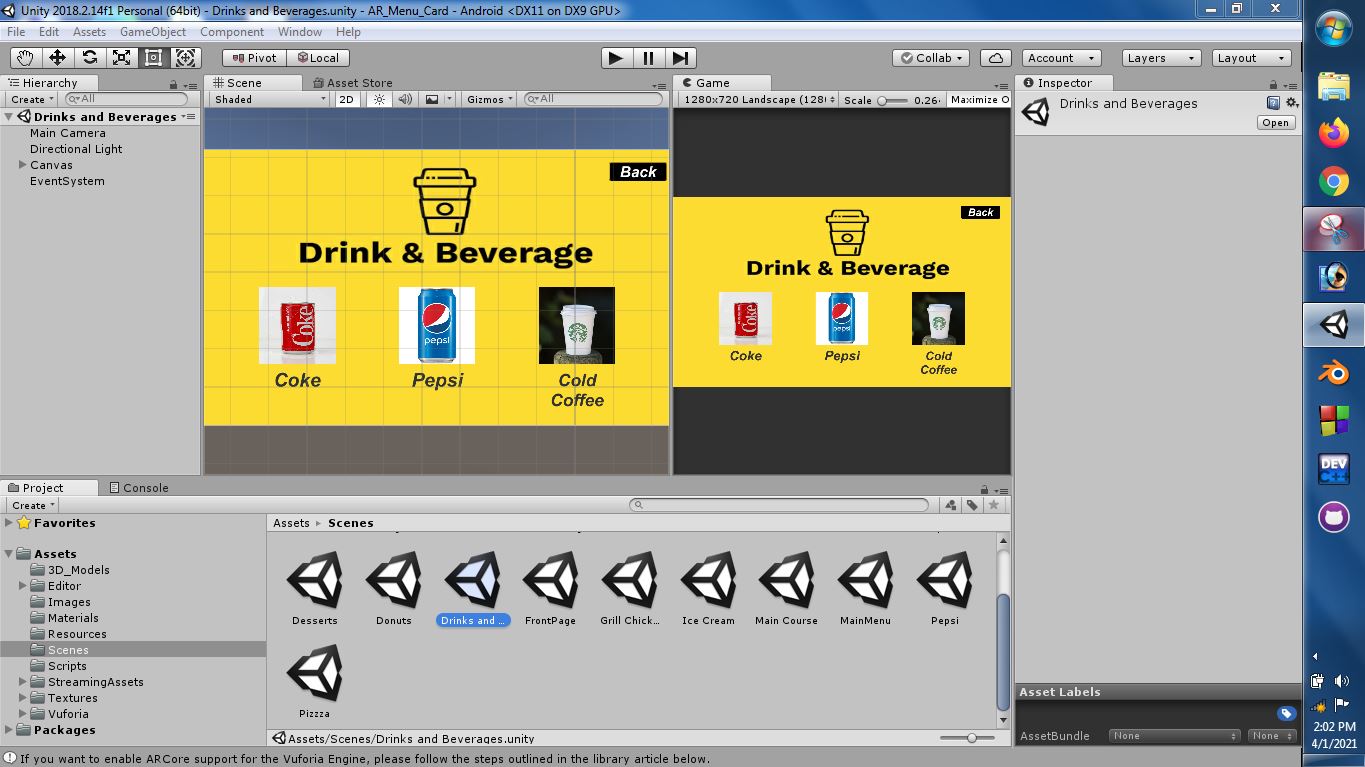 Unity 2018.2.14f1 Personal (64bit) - Drinks and Beverages.unity - AR_Menu_Card - Android <DX11 on DX9 GPU>
File Edit Assets GameObject Component Window Help
Pivot Local Collab Account Layers Layout
Hierarchy
Create All
Drinks and Beverages
Main Camera
Directional Light
Canvas
EventSystem
Scene Asset Store
Shaded 2D Gizmos All
Back
Drink & Beverage
Coke
pepsi
Coke Pepsi Cold
Coffee
Game
1280x720 Landscape (128 Scale 0.26 Maximize O
Back
Drink & Beverage
Coke
pepsi
Coke Pepsi Cold
Coffee
Inspector
Drinks and Beverages
Open
Project Console
Create
Favorites
Assets
3D_Models
Editor
Images
Materials
Resources
Scenes
Scripts
StreamingAssets
Textures
Vuforia
Packages
Assets Scenes
Desserts Donuts Drinks and ... FrontPage Grill Chick... Ice Cream Main Course MainMenu Pepsi
Pizzza
Assets/Scenes/Drinks and Beverages.unity
Asset Labels
AssetBundle None None
If you want to enable ARCore support for the Vuforia Engine, please follow the steps outlined in the library article below.
DEV
C++
2:02 PM
4/1/2021